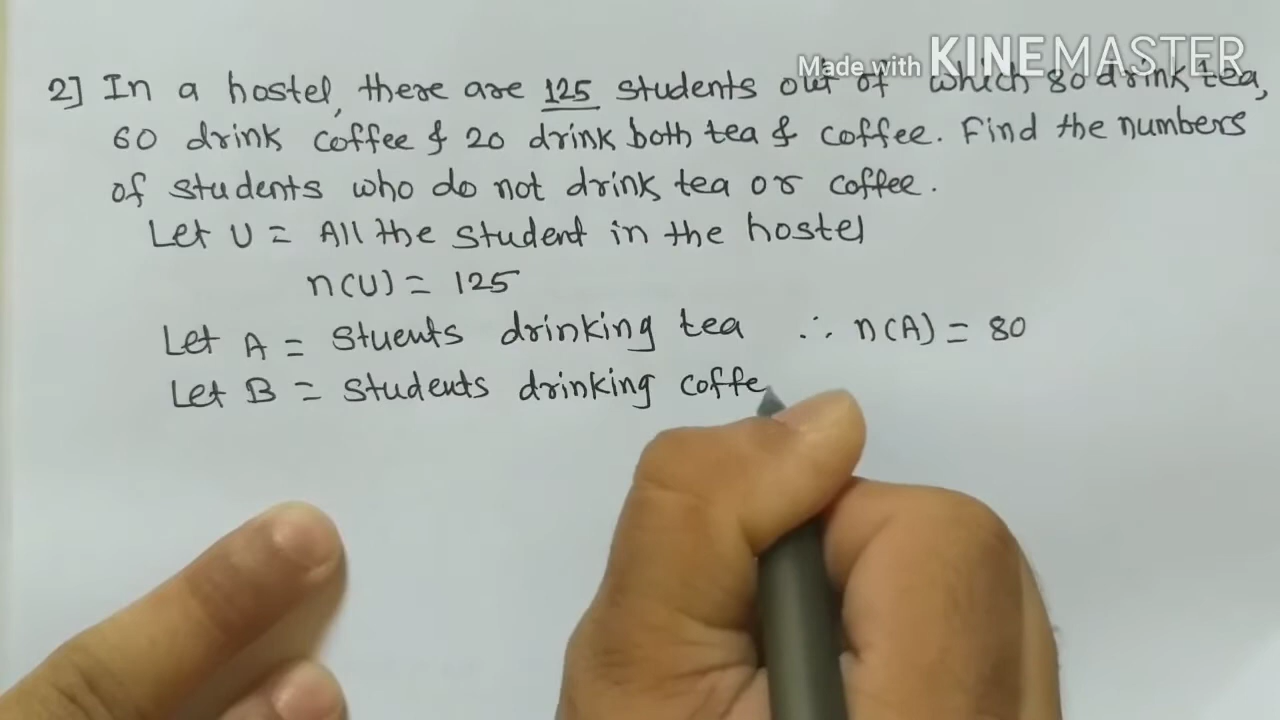 Made with KINEMASTER
2] In a hostel, there are 125 students out of which 80 drink tea,
60 drink coffee & 20 drink both tea & coffee. Find the numbers
of students who do not drink tea or coffee.
Let U = All the student in the hostel
n(U) = 125
Let A = Stuents drinking tea ∴ n(A) = 80
Let B = Students drinking coffe